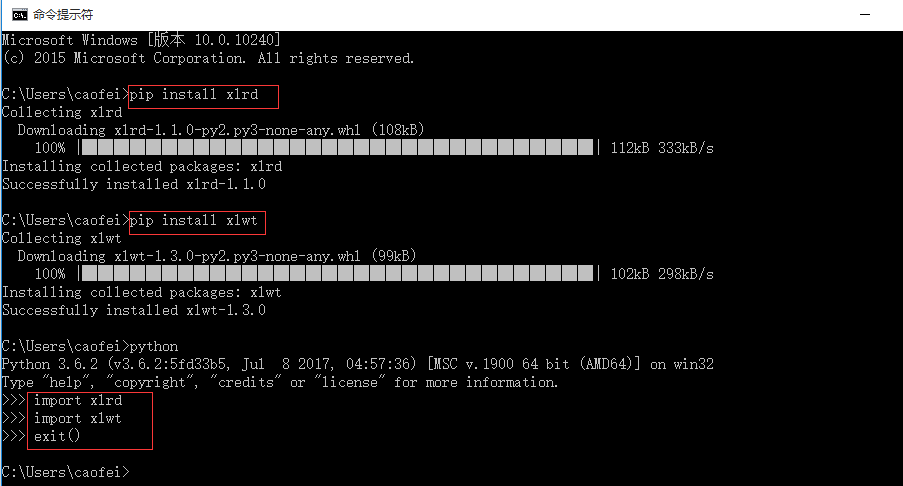 命令提示符
Microsoft Windows [版本 10.0.10240]
(c) 2015 Microsoft Corporation. All rights reserved.
C:\Users\caofei>pip install xlrd
Collecting xlrd
Downloading xlrd-1.1.0-py2.py3-none-any.whl (108kB)
100% |████████████████████████████████| 112kB 333kB/s
Installing collected packages: xlrd
Successfully installed xlrd-1.1.0
C:\Users\caofei>pip install xlwt
Collecting xlwt
Downloading xlwt-1.3.0-py2.py3-none-any.whl (99kB)
100% |████████████████████████████████| 102kB 298kB/s
Installing collected packages: xlwt
Successfully installed xlwt-1.3.0
C:\Users\caofei>python
Python 3.6.2 (v3.6.2:5fd33b5, Jul  8 2017, 04:57:36) [MSC v.1900 64 bit (AMD64)] on win32
Type "help", "copyright", "credits" or "license" for more information.
>>> import xlrd
>>> import xlwt
>>> exit()
C:\Users\caofei>